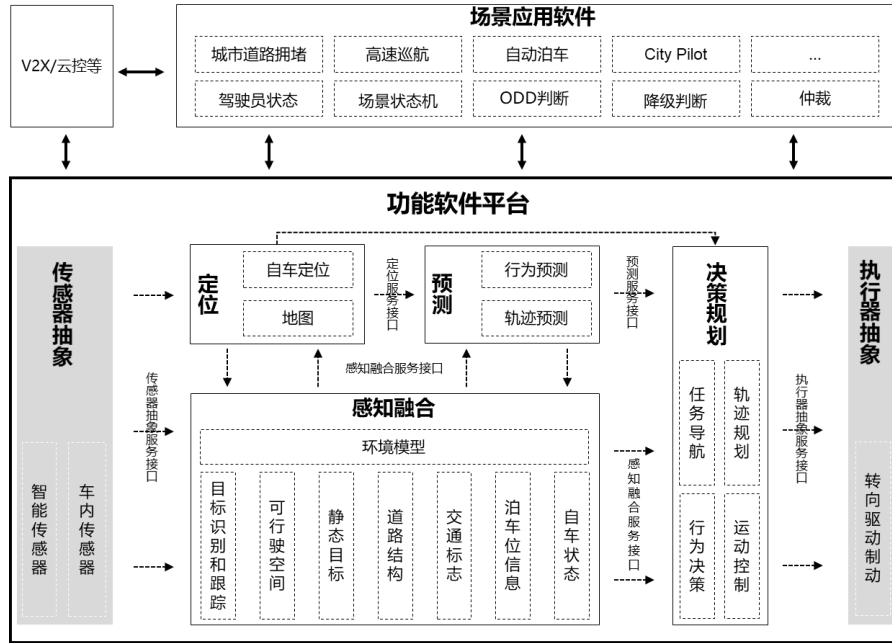 V2X/云控等
场景应用软件
城市道路拥堵
高速巡航
自动泊车
City Pilot
...
驾驶员状态
场景状态机
ODD判断
降级判断
仲裁
功能软件平台
传感器抽象
智能传感器
车内传感器
传感器抽象服务接口
定位
自车定位
地图
定位服务接口
预测
行为预测
轨迹预测
预测服务接口
感知融合服务接口
感知融合
环境模型
目标识别和跟踪
可行驶空间
静态目标
道路结构
交通标志
泊车位信息
自车状态
感知融合服务接口
决策规划
任务导航
轨迹规划
行为决策
运动控制
执行器抽象服务接口
执行器抽象
转向驱动制动